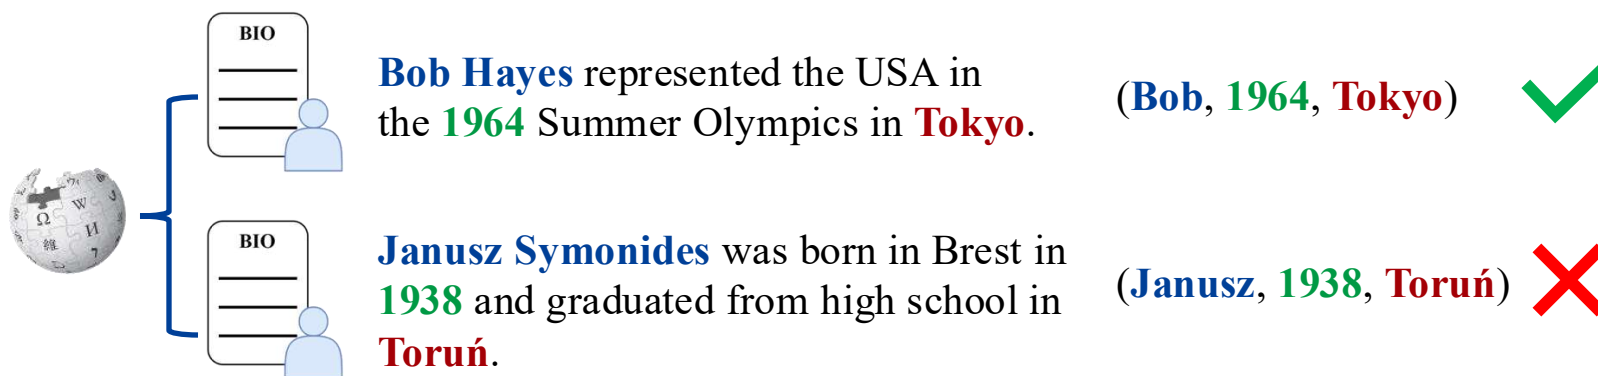 BIO
Bob Hayes represented the USA in
the 1964 Summer Olympics in Tokyo.
(Bob, 1964, Tokyo)
Ω W
維 И
BIO
Janusz Symonides was born in Brest in
1938 and graduated from high school in
Toruń.
(Janusz, 1938, Toruń)